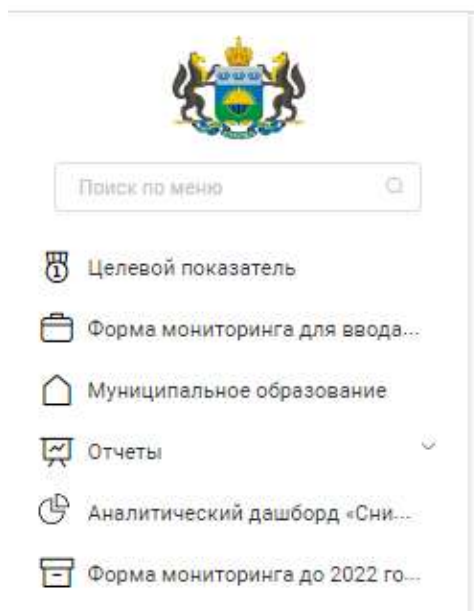 Поиск по меню
Целевой показатель
Форма мониторинга для ввода...
Муниципальное образование
Отчеты
Аналитический дашборд «Сни...
Форма мониторинга до 2022 го...